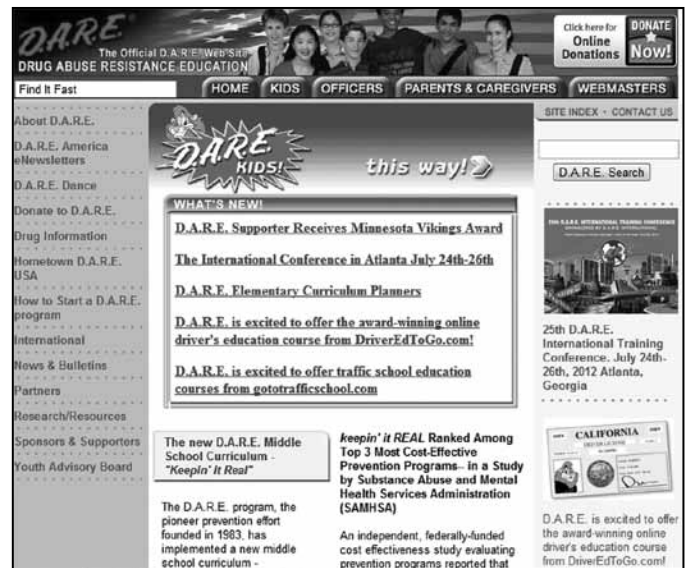 D.A.R.E.
The Official D.A.R.E. Web Site
DRUG ABUSE RESISTANCE EDUCATION
Click here for
Online
Donations
DONATE
Now!
Find It Fast
HOME
KIDS
OFFICERS
PARENTS & CAREGIVERS
WEBMASTERS
About D.A.R.E.
D.A.R.E. America
eNewsletters
D.A.R.E. Dance
Donate to D.A.R.E.
Drug Information
Hometown D.A.R.E.
USA
How to Start a D.A.R.E.
program
International
News & Bulletins
Partners
Research/Resources
Sponsors & Supporters
Youth Advisory Board
D.A.R.E.
KIDS!
this way!
WHAT'S NEW!
D.A.R.E. Supporter Receives Minnesota Vikings Award
The International Conference in Atlanta July 24th-26th
D.A.R.E. Elementary Curriculum Planners
D.A.R.E. is excited to offer the award-winning online
driver's education course from DriverEdToGo.com!
D.A.R.E. is excited to offer traffic school education
courses from gototrafficschool.com
The new D.A.R.E. Middle
School Curriculum -
"Keepin' It Real"
The D.A.R.E. program, the
pioneer prevention effort
founded in 1983, has
implemented a new middle
school curriculum -
keepin' it REAL Ranked Among
Top 3 Most Cost-Effective
Prevention Programs-- in a Study
by Substance Abuse and Mental
Health Services Administration
(SAMHSA)
An independent, federally-funded
cost effectiveness study evaluating
prevention programs reported that
SITE INDEX • CONTACT US
D.A.R.E. Search
25th D.A.R.E.
International Training
Conference. July 24th-
26th, 2012 Atlanta,
Georgia
CALIFORNIA
D.A.R.E. is excited to offer
the award-winning online
driver's education course
from DriverEdToGo.com!